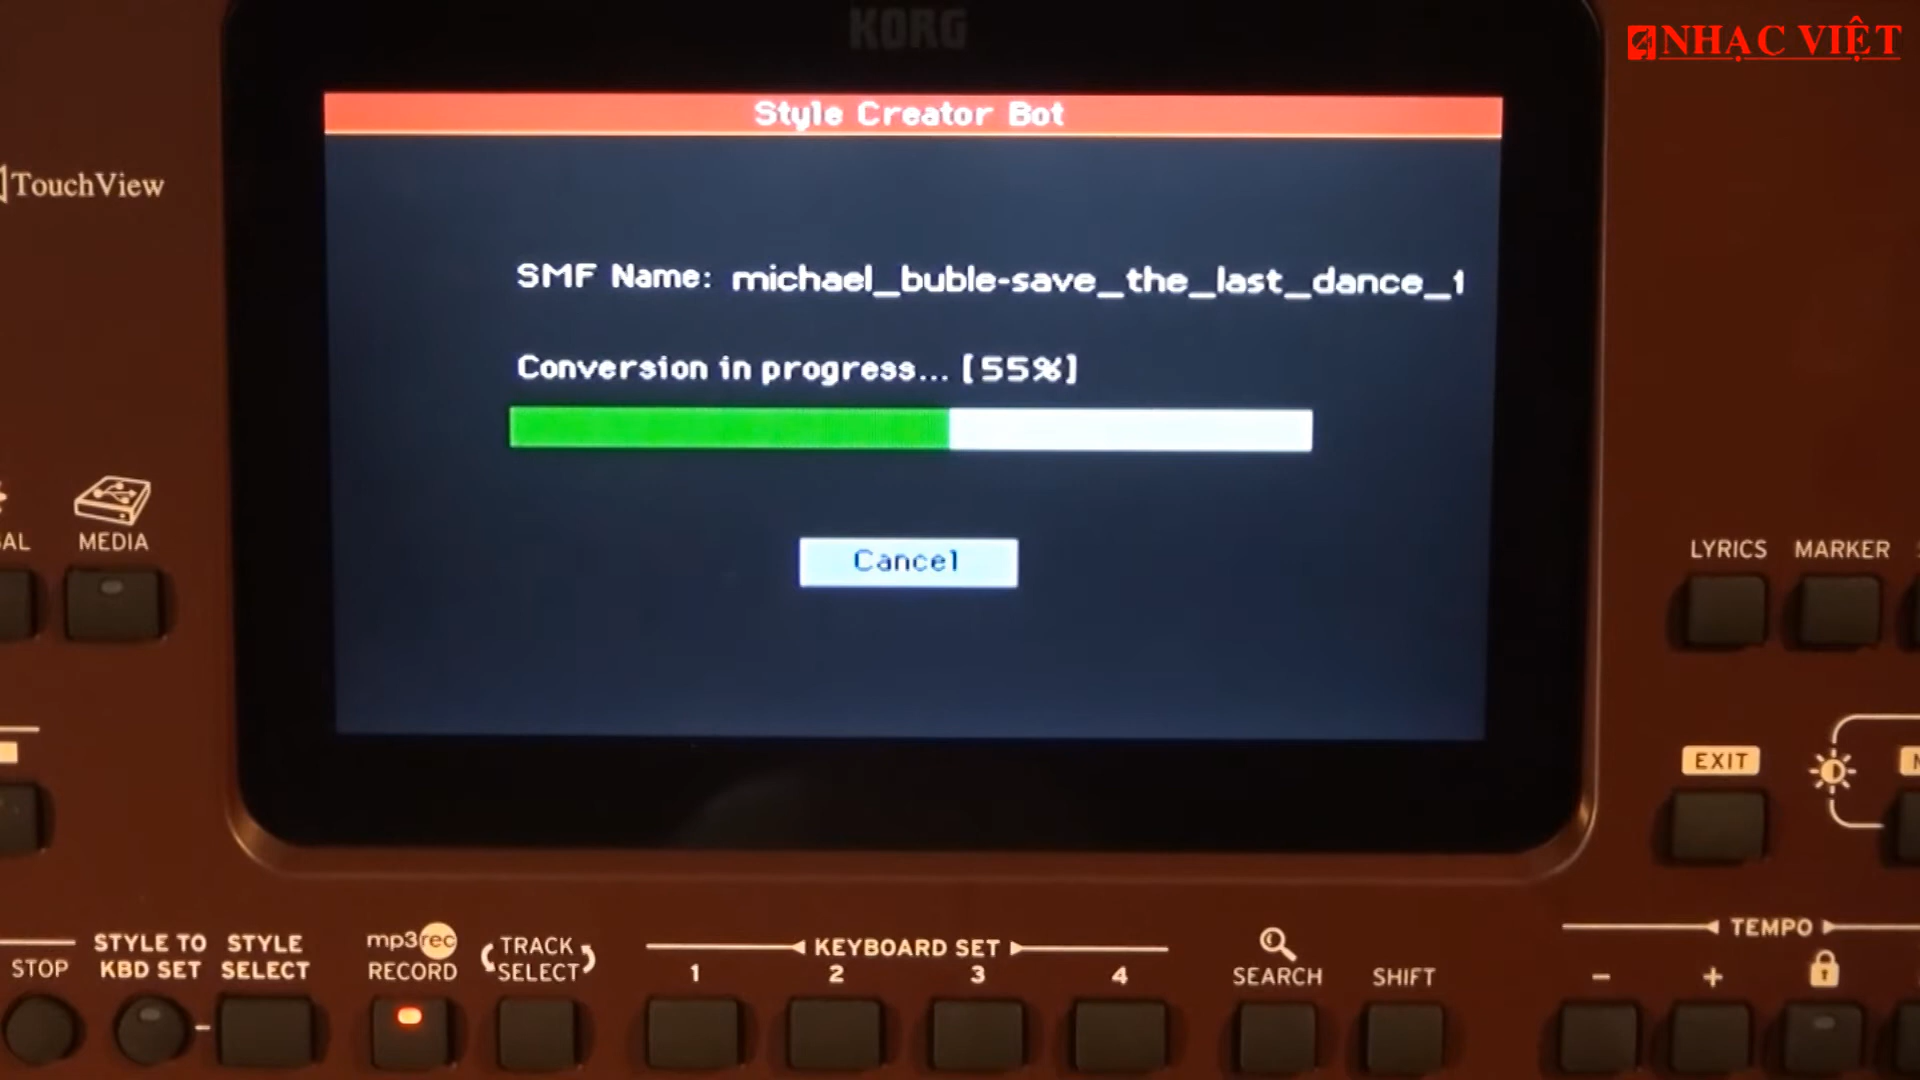 KORG
NHẠC VIỆT
Style Creator Bot
TouchView
SMF Name: michael_buble-save_the_last_dance_1
Conversion in progress... [55%]
MEDIA
Cancel
LYRICS
MARKER
EXIT
STOP
STYLE TO
KBD SET
STYLE
SELECT
mp3 rec
RECORD
TRACK
SELECT
KEYBOARD SET
1 2 3 4
SEARCH
SHIFT
TEMPO
- +